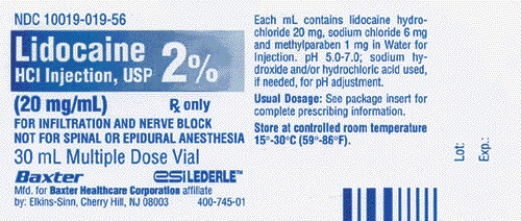 NDC 10019-019-56
Lidocaine
HCl Injection, USP
2%
(20 mg/mL)
℞ only
FOR INFILTRATION AND NERVE BLOCK
NOT FOR SPINAL OR EPIDURAL ANESTHESIA
30 mL Multiple Dose Vial
Baxter
esi LEDERLE™
Mfd. for Baxter Healthcare Corporation affiliate
by: Elkins-Sinn, Cherry Hill, NJ 08003
400-745-01
Each mL contains lidocaine hydro-
chloride 20 mg, sodium chloride 6 mg
and methylparaben 1 mg in Water for
Injection. pH 5.0-7.0; sodium hy-
droxide and/or hydrochloric acid used,
if needed, for pH adjustment.
Usual Dosage: See package insert for
complete prescribing information.
Store at controlled room temperature
15°-30°C (59°-86°F).
Lot:
Exp.: